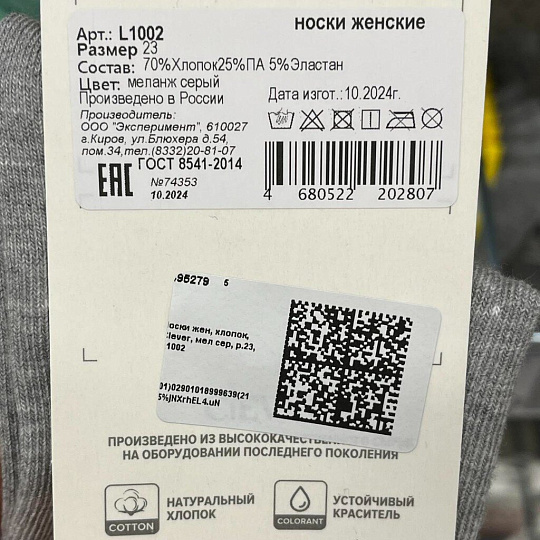 носки женские
Арт.: L1002
Размер 23
Состав: 70%Хлопок25%ПА 5%Эластан
Цвет: меланж серый
Произведено в России
Дата изгот.:10.2024г.
Производитель:
ООО "Эксперимент", 610027
г.Киров, ул.Блюхера д.54,
пом.34,тел.(8332)20-81-07
ГОСТ 8541-2014
EAC
№74353
10.2024
4 680522 202807
95279 5
оски жен, хлопок,
lever, мел сер, р.23,
1002
01)02901018999639(21
5%jNXrhEL4.uN
ПРОИЗВЕДЕНО ИЗ ВЫСОКОКАЧЕСТВЕН
НА ОБОРУДОВАНИИ ПОСЛЕДНЕГО ПОКОЛЕНИЯ
COTTON
НАТУРАЛЬНЫЙ
ХЛОПОК
COLORANT
УСТОЙЧИВЫЙ
КРАСИТЕЛЬ